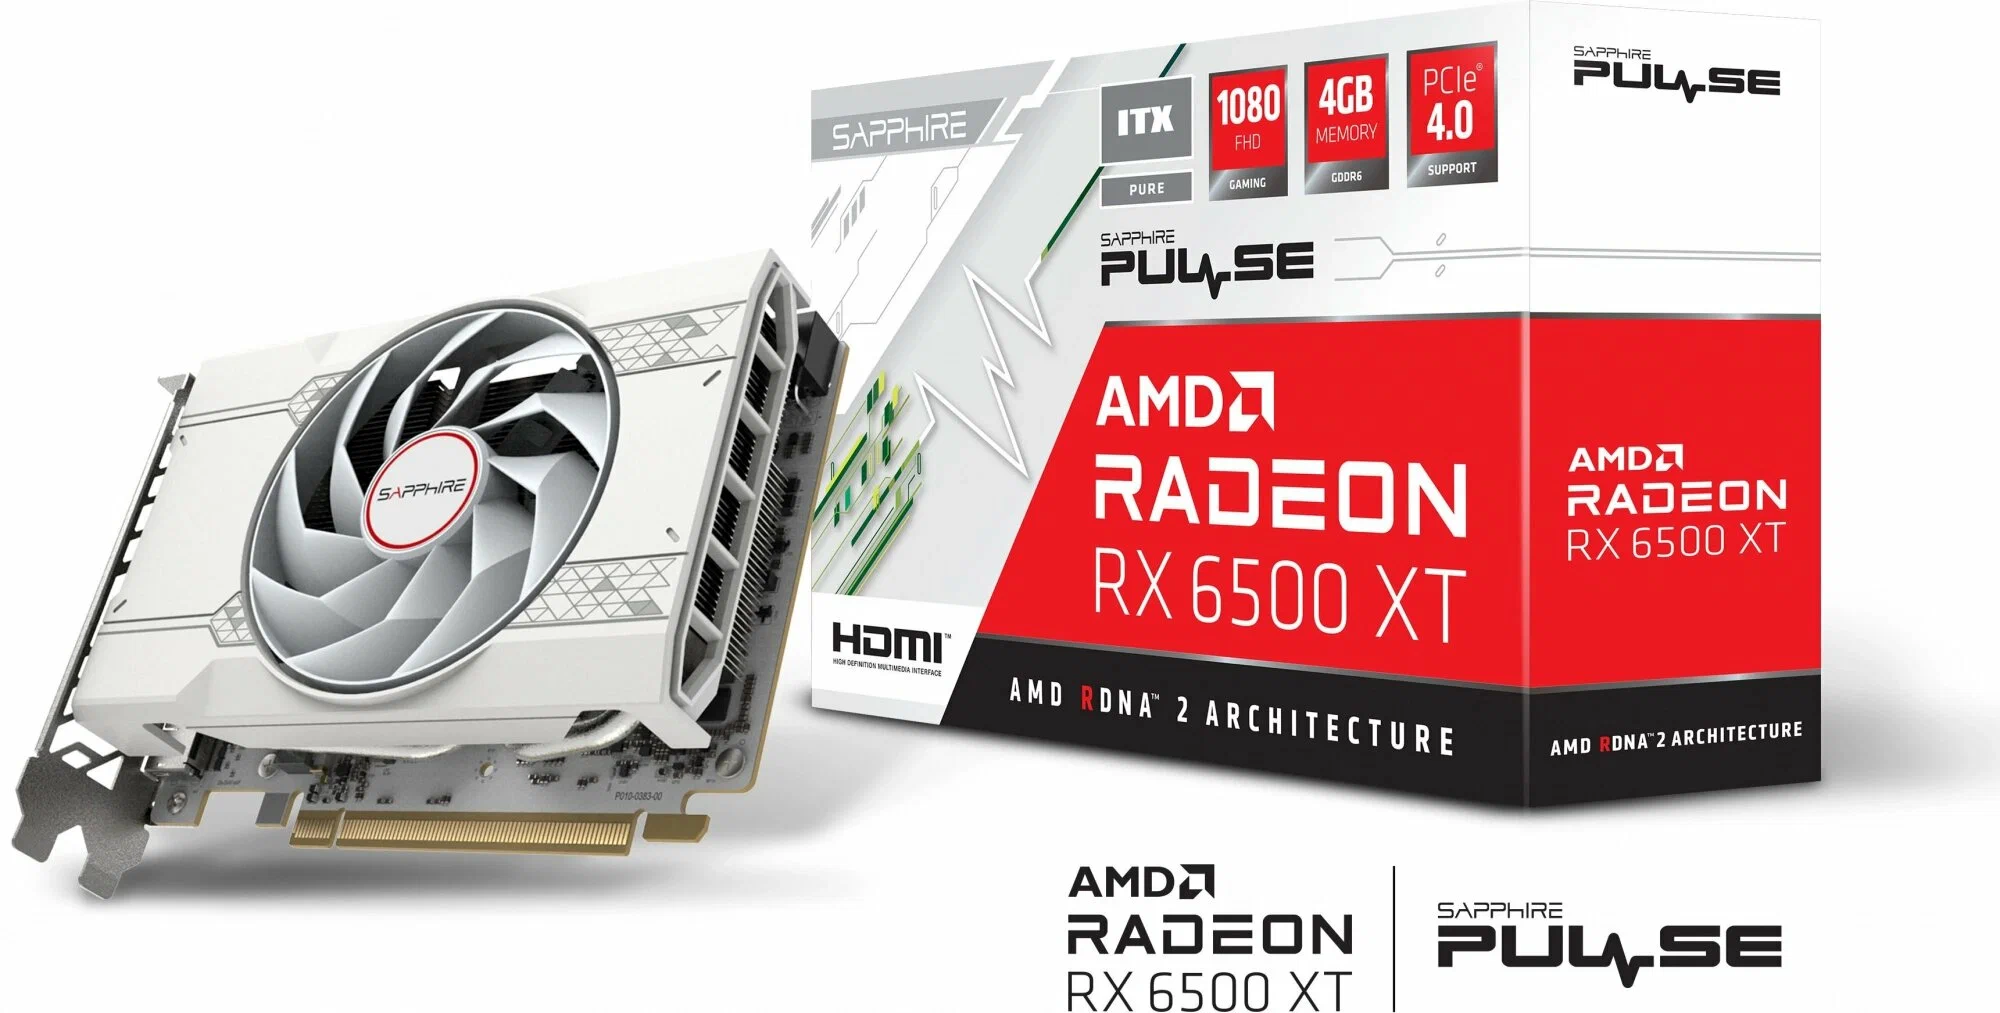 SAPPHIRE
P010-0383-00
SAPPHIRE
ITX
PURE
1080
FHD
GAMING
4GB
MEMORY
GDDR6
PCIe®
4.0
SUPPORT
SAPPHIRE
PULSE
AMD
RADEON
RX 6500 XT
HDMI™
HIGH DEFINITION MULTIMEDIA INTERFACE
AMD RDNA™ 2 ARCHITECTURE
SAPPHIRE
PULSE
AMD
RADEON
RX 6500 XT
AMD RDNA™ 2 ARCHITECTURE
AMD
RADEON
RX 6500 XT
SAPPHIRE
PULSE